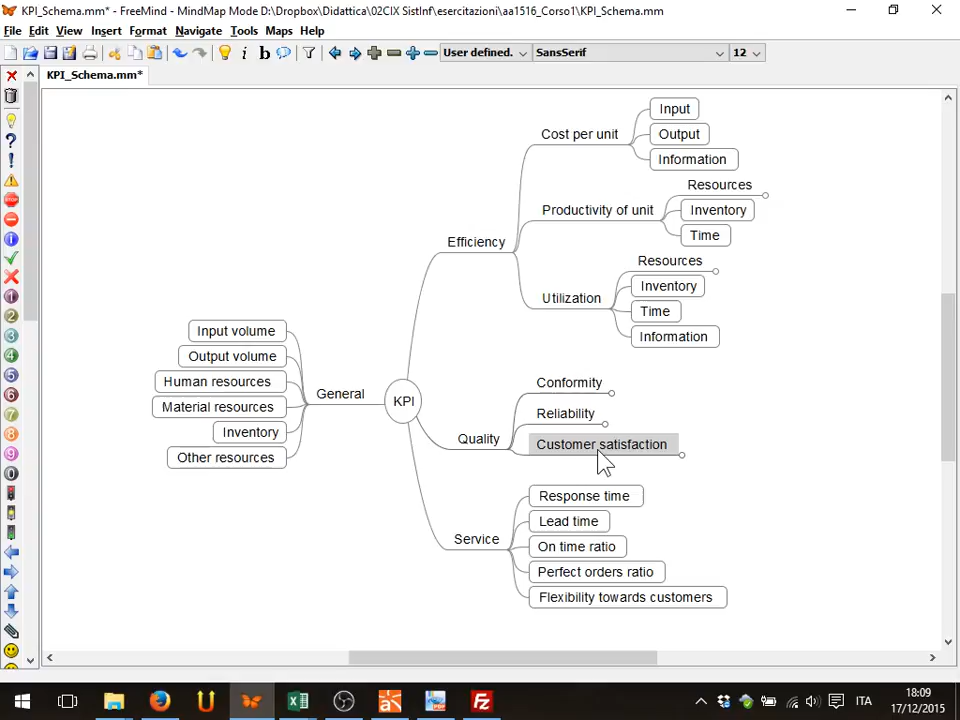 KPI_Schema.mm* - FreeMind - MindMap Mode D:\Dropbox\Didattica\02CIX SistInf\esercitazioni\aa1516_Corso1\KPI_Schema.mm
File Edit View Insert Format Navigate Tools Maps Help
User defined. SansSerif 12
KPI_Schema.mm*
Input
Cost per unit
Output
Information
Resources
Productivity of unit
Inventory
Time
Efficiency
Resources
Inventory
Utilization
Time
Information
Input volume
Output volume
Human resources
General
Material resources
Inventory
Other resources
KPI
Conformity
Reliability
Quality
Customer satisfaction
Response time
Lead time
Service
On time ratio
Perfect orders ratio
Flexibility towards customers
ITA
18:09
17/12/2015